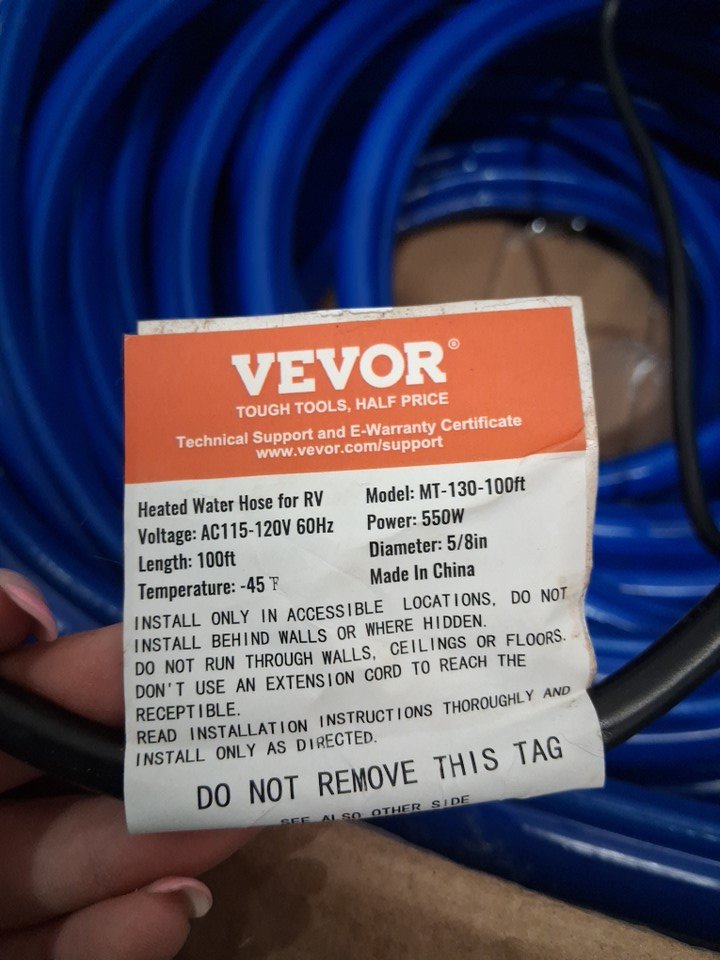 VEVOR®
TOUGH TOOLS, HALF PRICE
Technical Support and E-Warranty Certificate
www.vevor.com/support
Heated Water Hose for RV
Model: MT-130-100ft
Voltage: AC115-120V 60Hz
Power: 550W
Length: 100ft
Diameter: 5/8in
Temperature: -45 ℉
Made In China
INSTALL ONLY IN ACCESSIBLE LOCATIONS, DO NOT
INSTALL BEHIND WALLS OR WHERE HIDDEN.
DO NOT RUN THROUGH WALLS, CEILINGS OR FLOORS.
DON'T USE AN EXTENSION CORD TO REACH THE
RECEPTIBLE.
READ INSTALLATION INSTRUCTIONS THOROUGHLY AND
INSTALL ONLY AS DIRECTED.
DO NOT REMOVE THIS TAG
SEE ALSO OTHER SIDE